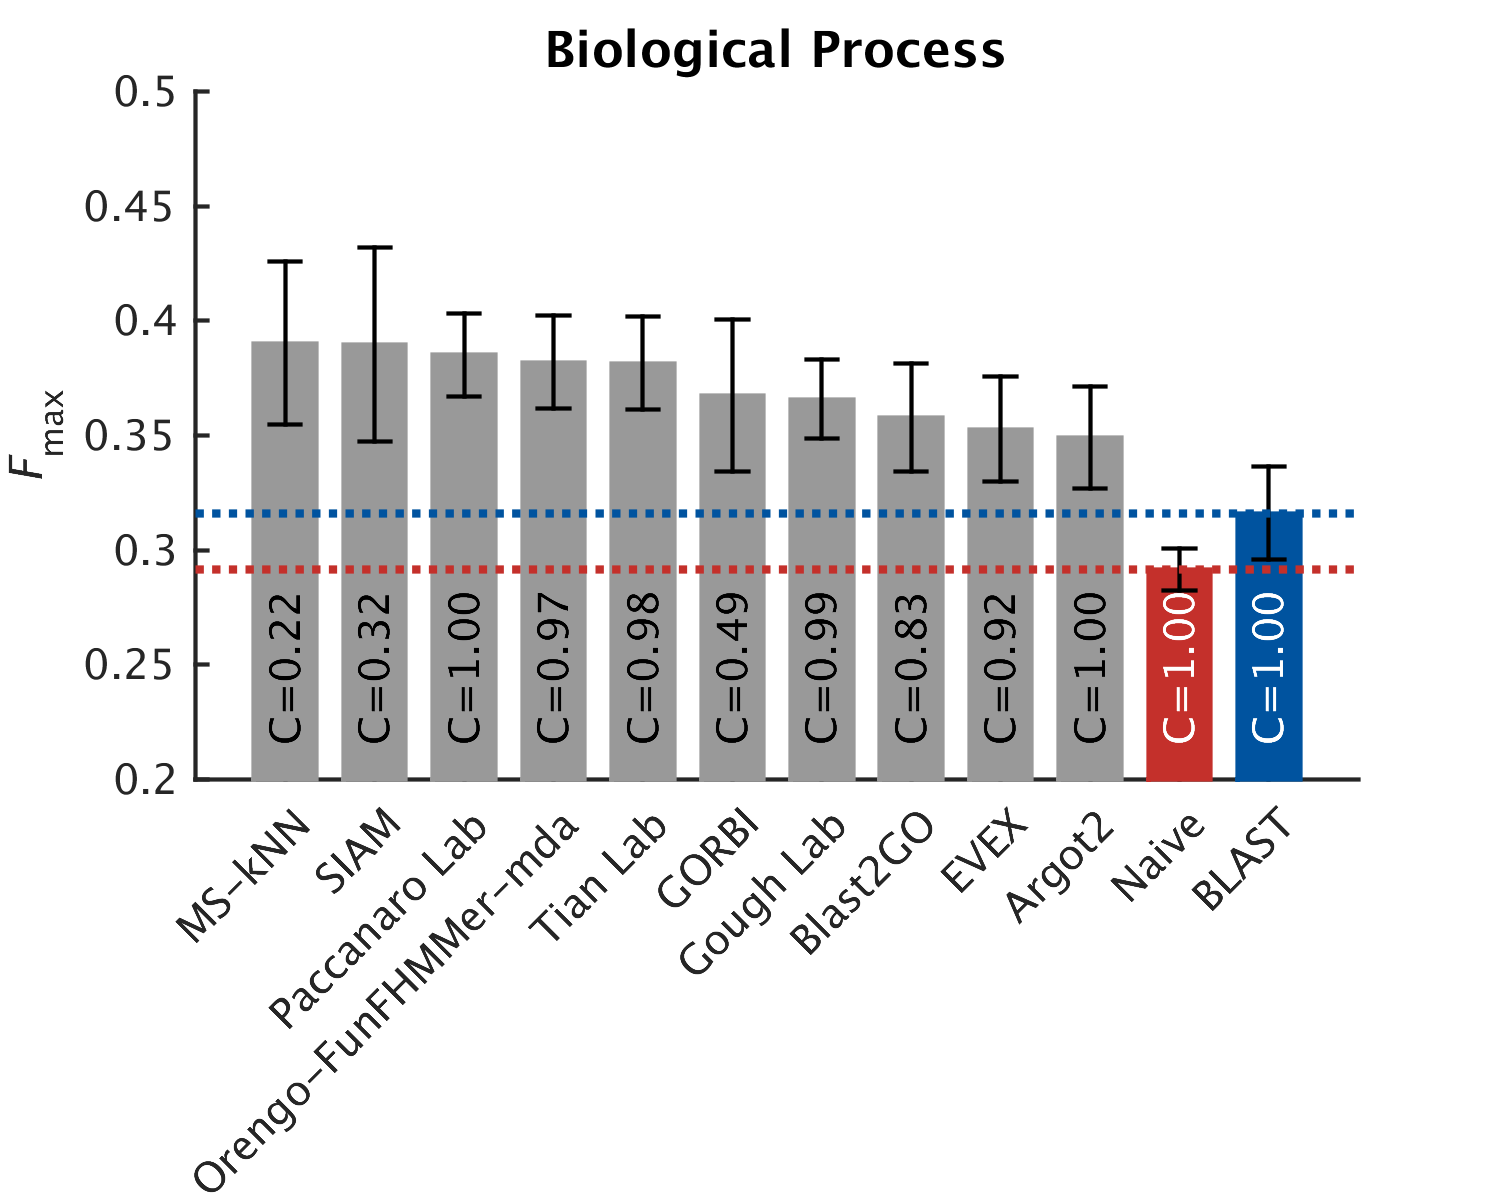 Biological Process
0.5
0.45
0.4
0.35
0.3
0.25
0.2
Fmax
C=0.22
C=0.32
C=1.00
C=0.97
C=0.98
C=0.49
C=0.99
C=0.83
C=0.92
C=1.00
C=1.00
C=1.00
MS–kNN
SIAM
Paccanaro Lab
Orengo–FunFHMMer–mda
Tian Lab
GORBI
Gough Lab
Blast2GO
EVEX
Argot2
Naive
BLAST